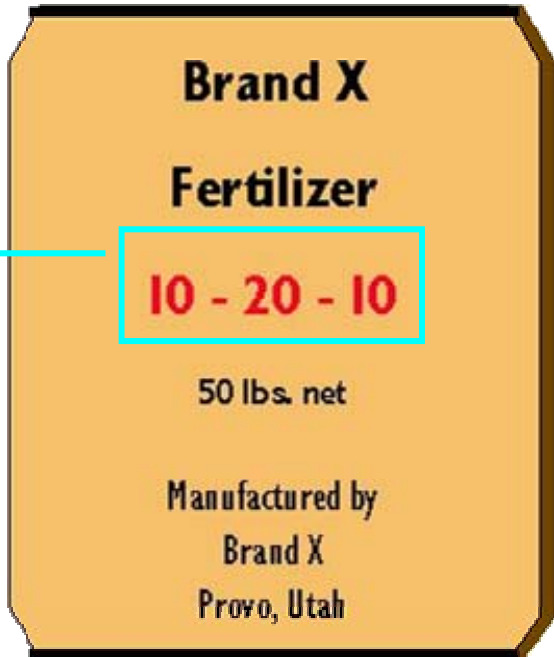 Brand X
Fertilizer
10 - 20 - 10
50 lbs. net
Manufactured by
Brand X
Provo, Utah